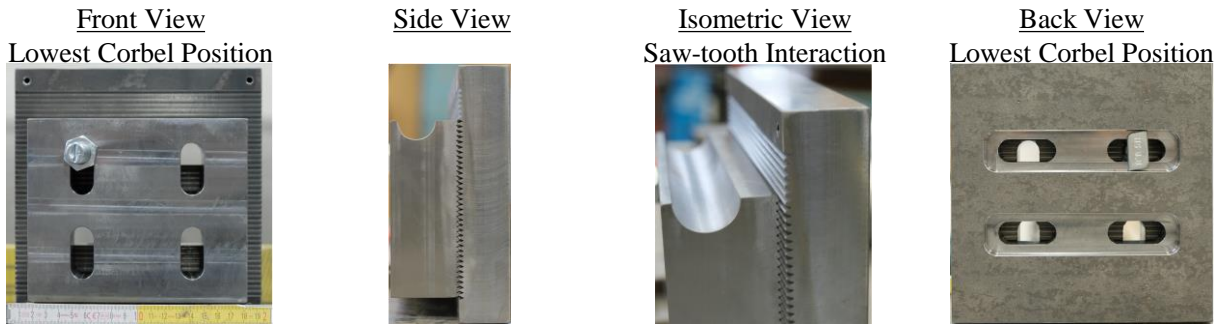 Front View
Lowest Corbel Position
Side View
Isometric View
Saw-tooth Interaction
Back View
Lowest Corbel Position